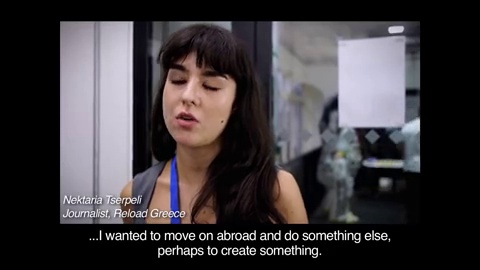 Nektaria Tserpeli
Journalist, Reload Greece
...I wanted to move on abroad and do something else,
perhaps to create something.